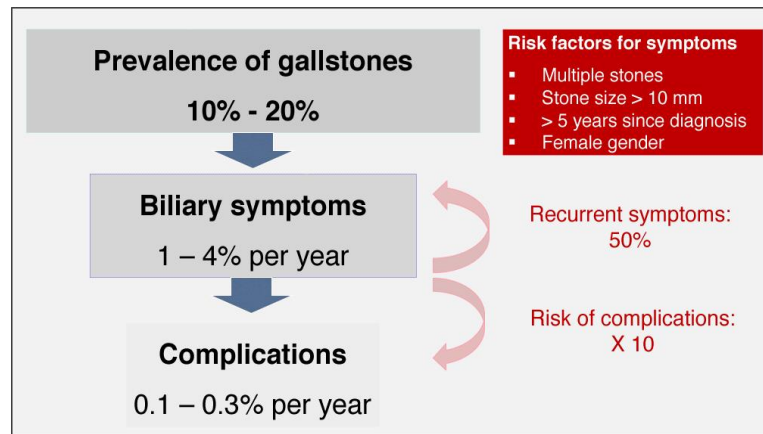 Prevalence of gallstones
10% - 20%
Risk factors for symptoms
▪ Multiple stones
▪ Stone size > 10 mm
▪ > 5 years since diagnosis
▪ Female gender
Biliary symptoms
1 – 4% per year
Recurrent symptoms:
50%
Risk of complications:
X 10
Complications
0.1 – 0.3% per year